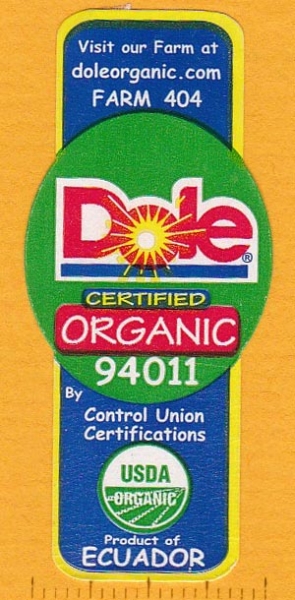 Visit our Farm at
doleorganic.com
FARM 404
Dole®
CERTIFIED
ORGANIC
94011
By
Control Union
Certifications
USDA
ORGANIC
Product of
ECUADOR